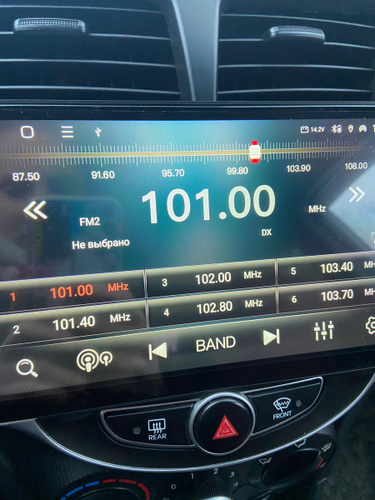 14.2V
87.50 91.60 95.70 99.80 103.90 108.00
101.00 MHz
FM2
Не выбрано
DX
1 101.00 MHz
3 102.00 MHz
5 103.40 MHz
2 101.40 MHz
4 102.80 MHz
6 103.70 MHz
BAND
REAR
FRONT